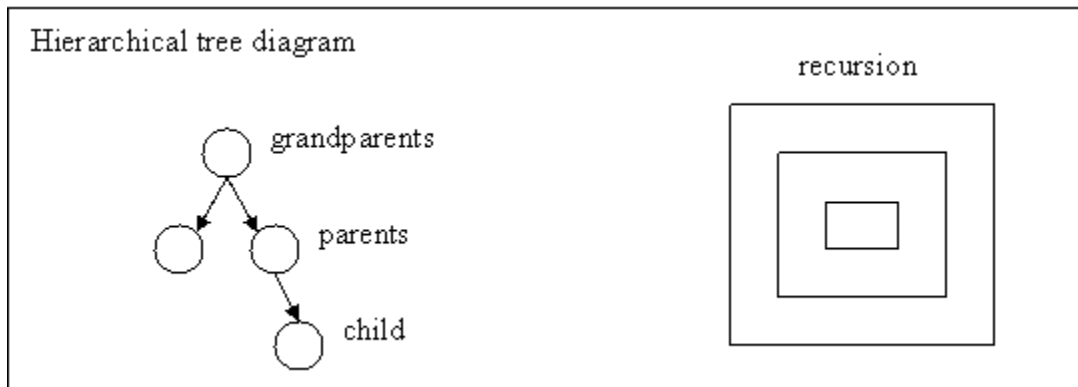 Hierarchical tree diagram
recursion
grandparents
parents
child